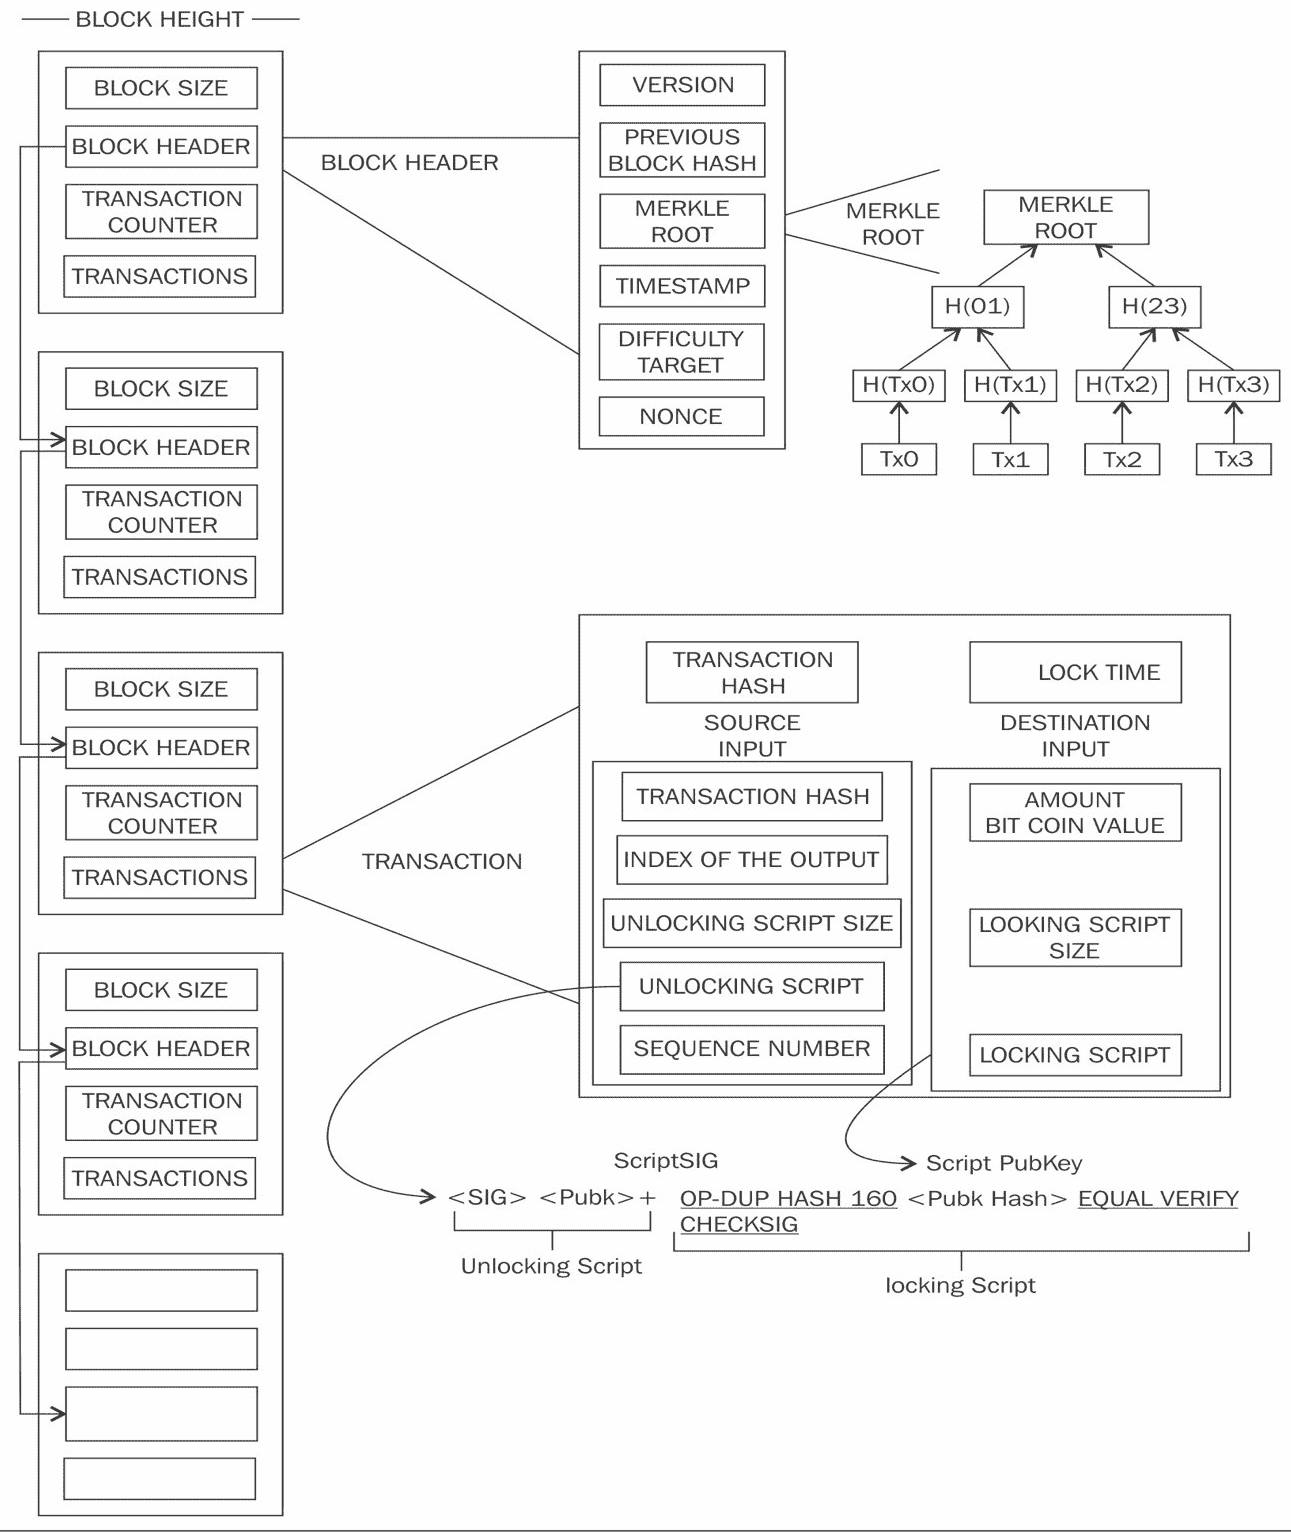 BLOCK HEIGHT
BLOCK SIZE
BLOCK HEADER
TRANSACTION
COUNTER
TRANSACTIONS
BLOCK HEADER
VERSION
PREVIOUS
BLOCK HASH
MERKLE
ROOT
TIMESTAMP
DIFFICULTY
TARGET
NONCE
MERKLE
ROOT
MERKLE
ROOT
H(01)
H(23)
H(Tx0)
H(Tx1)
H(Tx2)
H(Tx3)
Tx0
Tx1
Tx2
Tx3
BLOCK SIZE
BLOCK HEADER
TRANSACTION
COUNTER
TRANSACTIONS
BLOCK SIZE
BLOCK HEADER
TRANSACTION
COUNTER
TRANSACTIONS
TRANSACTION
TRANSACTION
HASH
LOCK TIME
SOURCE
INPUT
TRANSACTION HASH
INDEX OF THE OUTPUT
UNLOCKING SCRIPT SIZE
UNLOCKING SCRIPT
SEQUENCE NUMBER
DESTINATION
INPUT
AMOUNT
BIT COIN VALUE
LOOKING SCRIPT
SIZE
LOCKING SCRIPT
BLOCK SIZE
BLOCK HEADER
TRANSACTION
COUNTER
TRANSACTIONS
ScriptSIG
Script PubKey
<SIG> <Pubk>+ OP-DUP HASH 160 <Pubk Hash> EQUAL VERIFY
CHECKSIG
Unlocking Script
locking Script